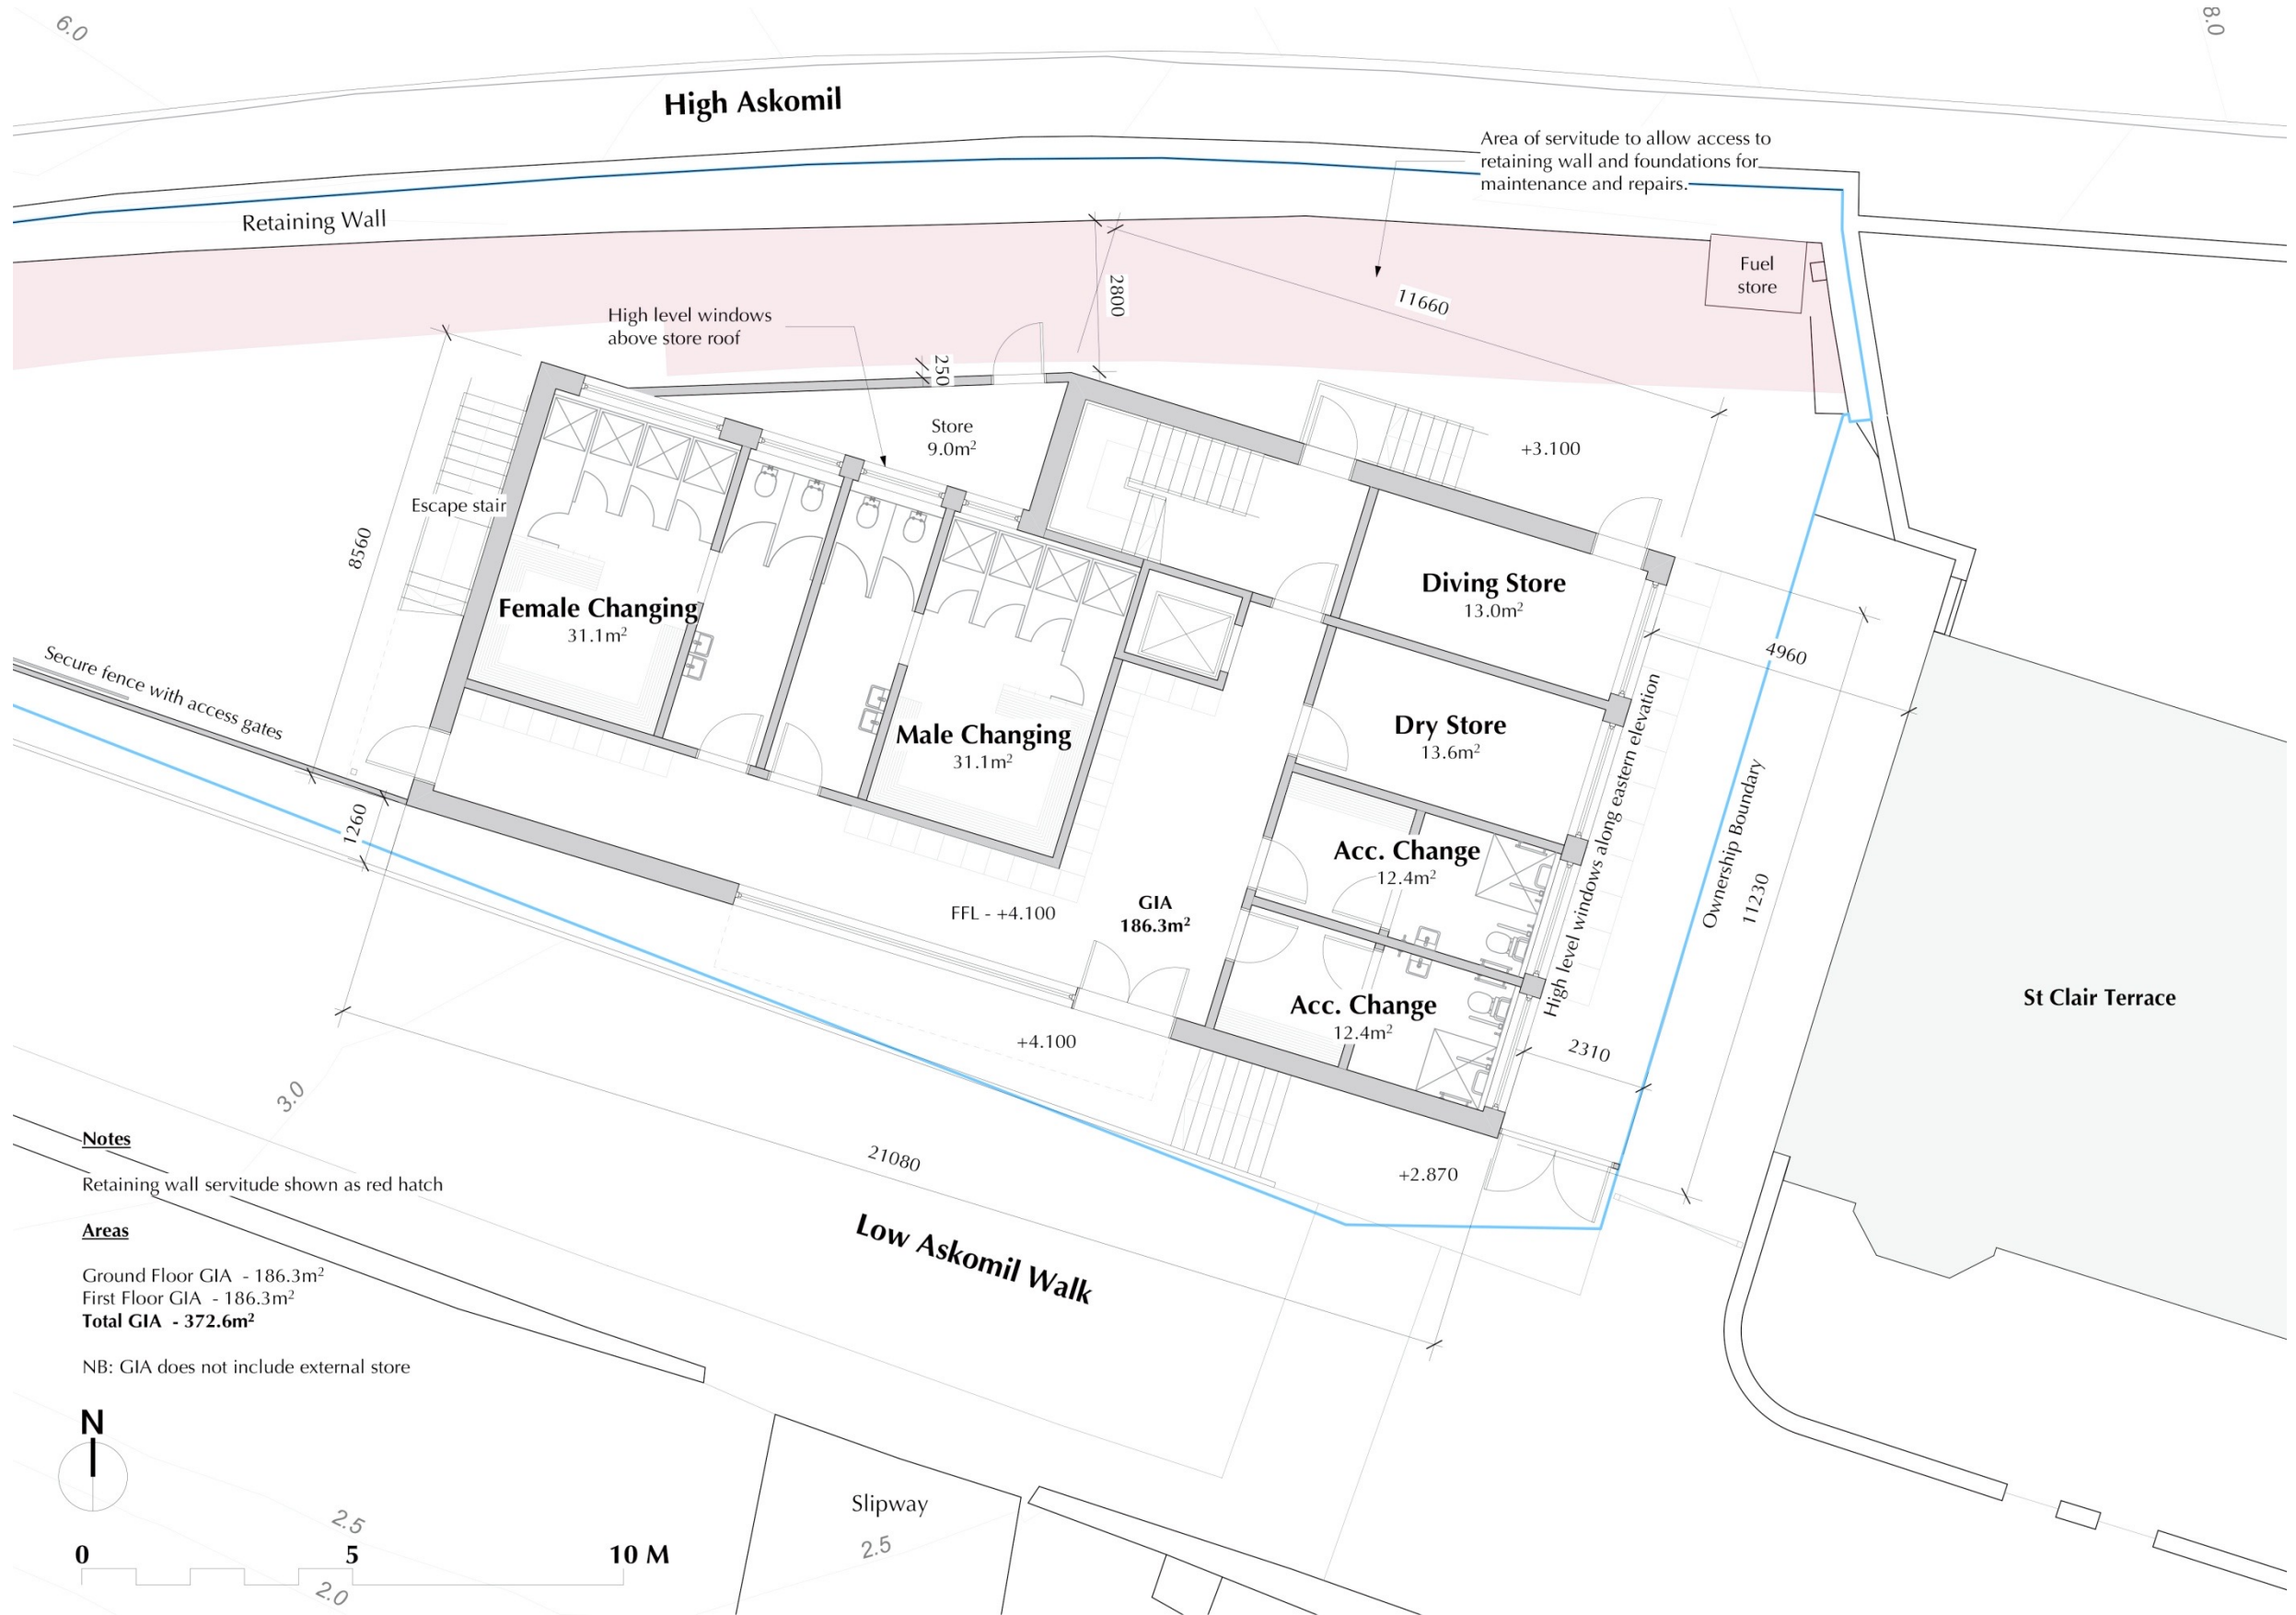 6.0
8.0
High Askomil
Area of servitude to allow access to
retaining wall and foundations for
maintenance and repairs.
Retaining Wall
Fuel
store
2800
11660
High level windows
above store roof
250
Store
9.0m²
+3.100
Escape stair
8560
Female Changing
31.1m²
Diving Store
13.0m²
4960
Secure fence with access gates
Male Changing
31.1m²
Dry Store
13.6m²
High level windows along eastern elevation
Ownership Boundary
11230
1260
Acc. Change
12.4m²
FFL - +4.100
GIA
186.3m²
St Clair Terrace
Acc. Change
12.4m²
+4.100
2310
3.0
21080
+2.870
Notes
Retaining wall servitude shown as red hatch
Low Askomil Walk
Areas
Ground Floor GIA - 186.3m²
First Floor GIA - 186.3m²
Total GIA - 372.6m²
NB: GIA does not include external store
N
Slipway
2.5
2.5
0 5 10 M
2.0